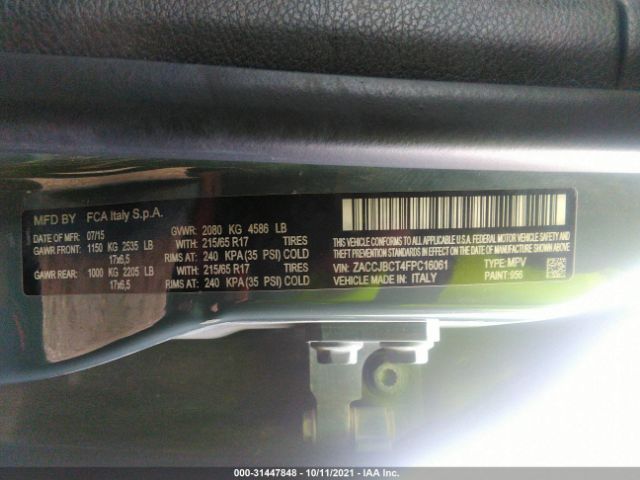 MFD BY FCA Italy S.p.A.
DATE OF MFR: 07/15 GVWR: 2080 KG 4586 LB
GAWR FRONT: 1150 KG 2535 LB WITH 215/65 R17 TIRES
17x6,5 RIMS AT: 240 KPA (35 PSI) COLD
GAWR REAR: 1000 KG 2205 LB WITH 215/65 R17 TIRES
17x6,5 RIMS AT: 240 KPA (35 PSI) COLD
THIS VEHICLE CONFORMS TO ALL APPLICABLE
FEDERAL MOTOR VEHICLE SAFETY, BUMPER, AND
THEFT PREVENTION STANDARDS IN EFFECT ON THE
DATE OF MANUFACTURE SHOWN ABOVE.
VIN: ZACCJBCT4FPC16061 TYPE: MPV
VEHICLE MADE IN: ITALY PAINT: 956
000-31447848 - 10/11/2021 - IAA Inc.